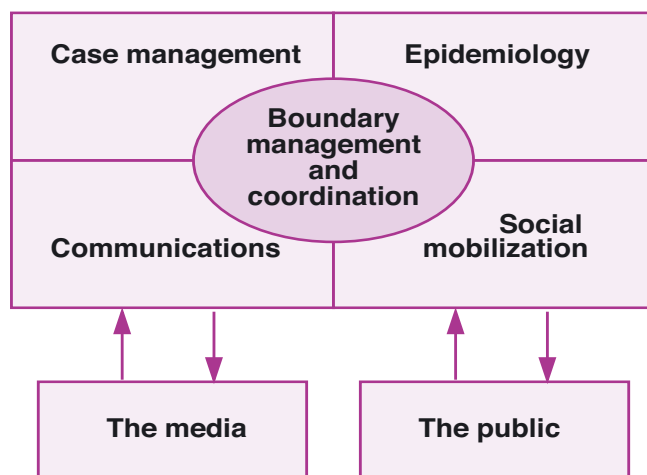 Case management
Epidemiology
Boundary
management
and
coordination
Communications
Social
mobilization
The media
The public